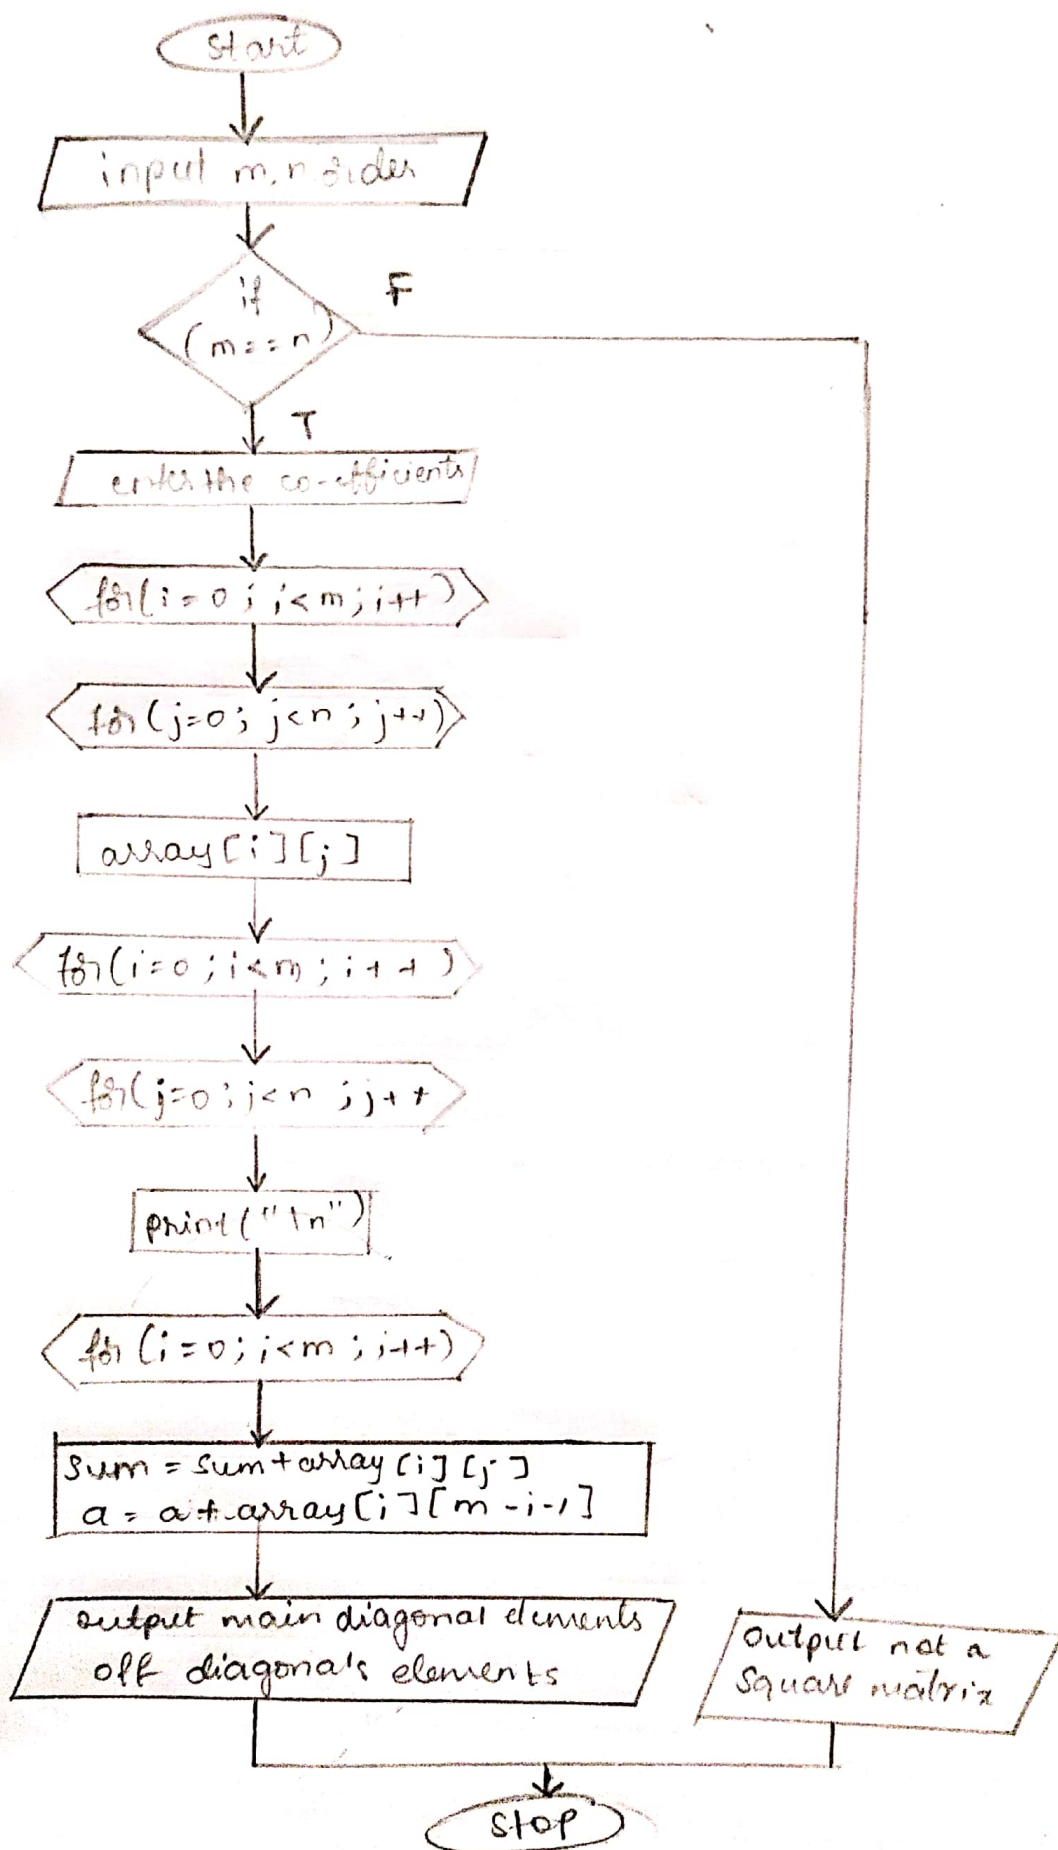 start
input m, n order
if
(m==n)
F
T
enter the co-efficients
for(i=0; i<m; i++)
for(j=0; j<n; j++)
array[i][j]
for(i=0; i<m; i++)
for(j=0; j<n; j++
print("\n")
for(i=0; i<m; i++)
sum = sum+array[i][j]
a = a+array[i][m-i-1]
output main diagonal elements
off diagonal's elements
output not a
square matrix
stop